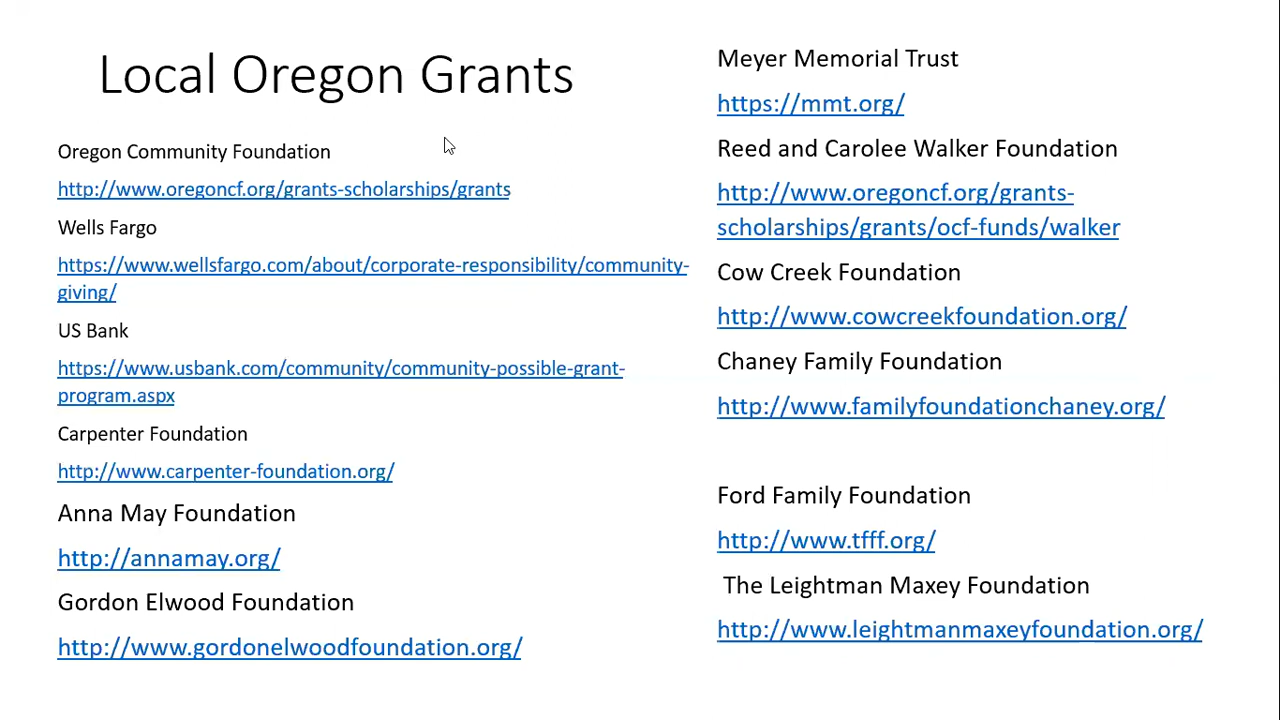 Local Oregon Grants
Oregon Community Foundation
http://www.oregoncf.org/grants-scholarships/grants
Wells Fargo
https://www.wellsfargo.com/about/corporate-responsibility/community-
giving/
US Bank
https://www.usbank.com/community/community-possible-grant-
program.aspx
Carpenter Foundation
http://www.carpenter-foundation.org/
Anna May Foundation
http://annamay.org/
Gordon Elwood Foundation
http://www.gordonelwoodfoundation.org/
Meyer Memorial Trust
https://mmt.org/
Reed and Carolee Walker Foundation
http://www.oregoncf.org/grants-
scholarships/grants/ocf-funds/walker
Cow Creek Foundation
http://www.cowcreekfoundation.org/
Chaney Family Foundation
http://www.familyfoundationchaney.org/
Ford Family Foundation
http://www.tfff.org/
The Leightman Maxey Foundation
http://www.leightmanmaxeyfoundation.org/